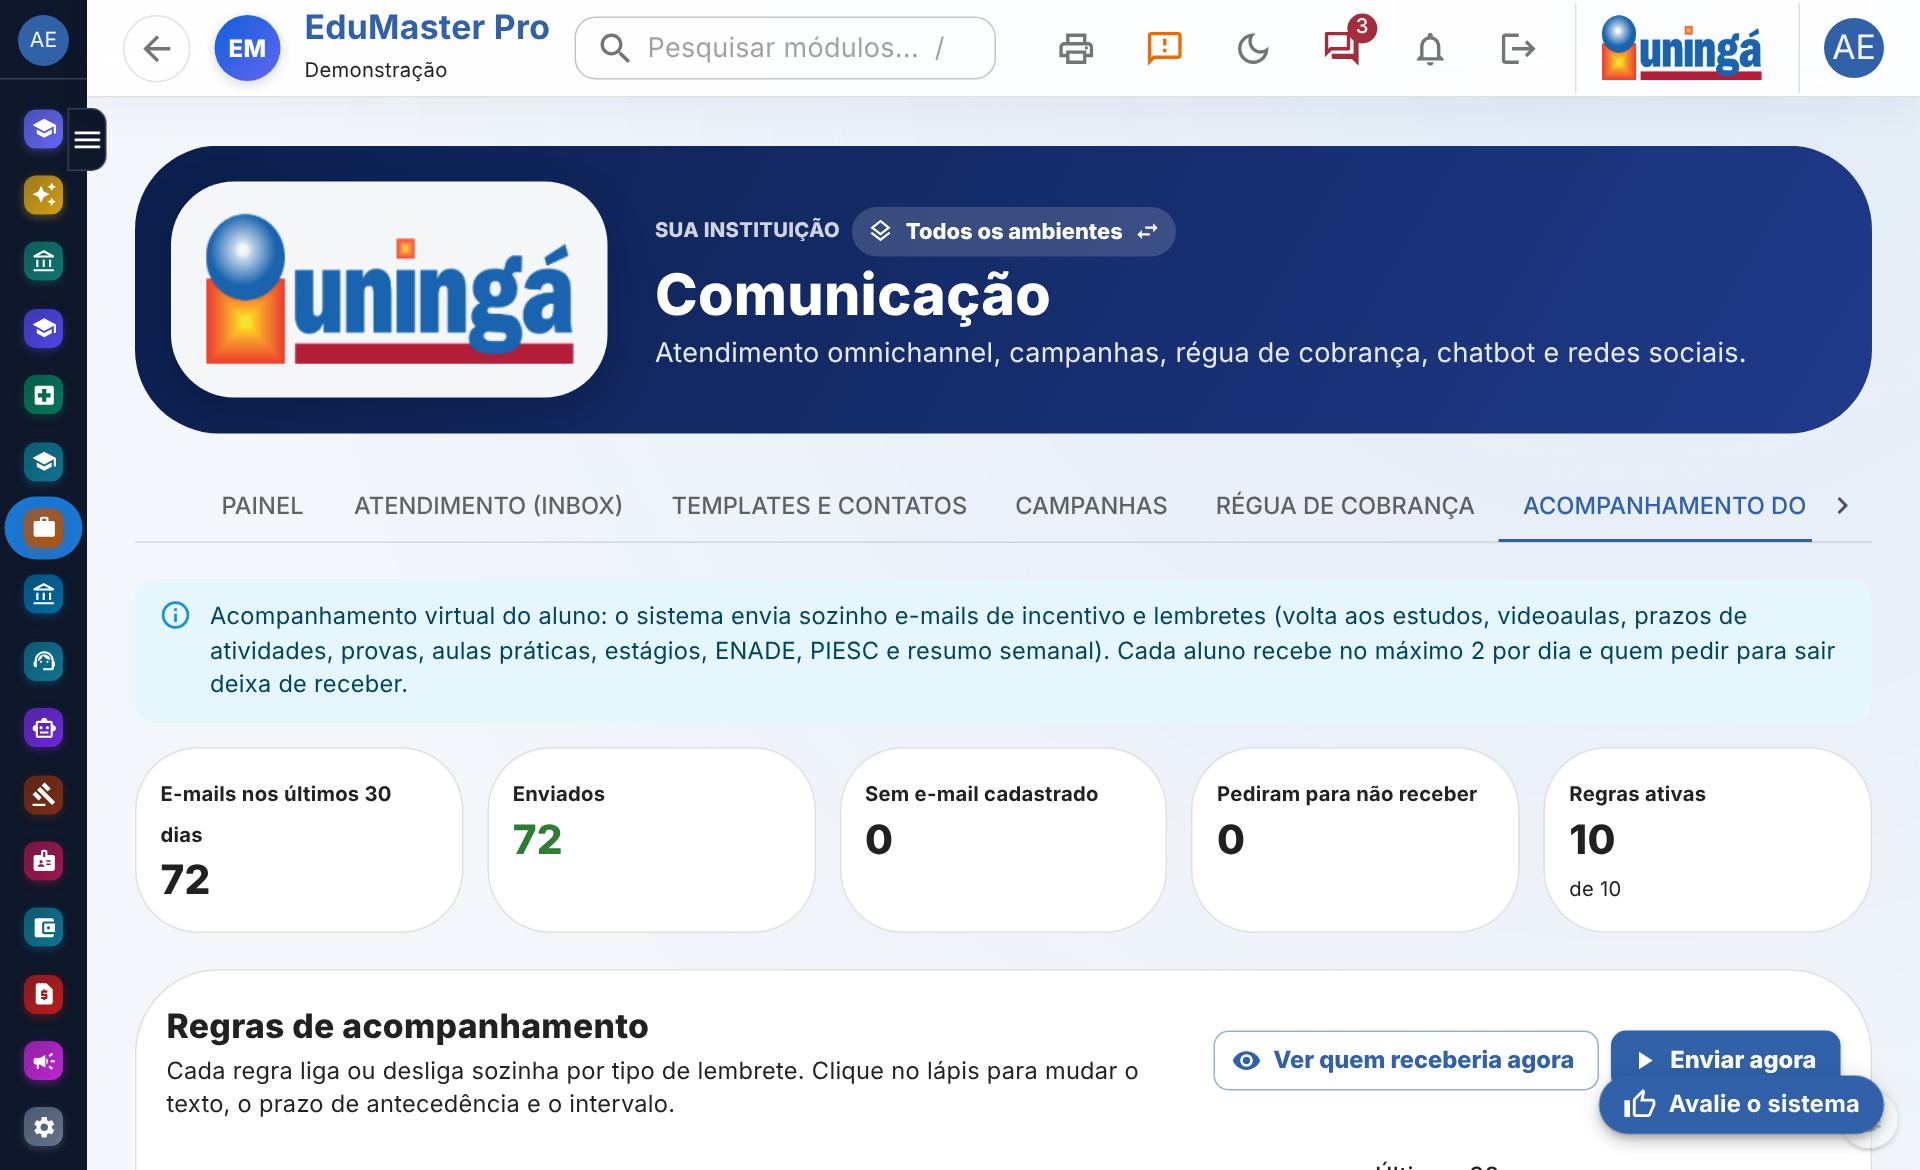 AE
EM
EduMaster Pro
Demonstração
Pesquisar módulos... /
3
uningá
AE
uningá
SUA INSTITUIÇÃO
Todos os ambientes
Comunicação
Atendimento omnichannel, campanhas, régua de cobrança, chatbot e redes sociais.
PAINEL
ATENDIMENTO (INBOX)
TEMPLATES E CONTATOS
CAMPANHAS
RÉGUA DE COBRANÇA
ACOMPANHAMENTO DO
Acompanhamento virtual do aluno: o sistema envia sozinho e-mails de incentivo e lembretes (volta aos estudos, videoaulas, prazos de
atividades, provas, aulas práticas, estágios, ENADE, PIESC e resumo semanal). Cada aluno recebe no máximo 2 por dia e quem pedir para sair
deixa de receber.
E-mails nos últimos 30
dias
72
Enviados
72
Sem e-mail cadastrado
0
Pediram para não receber
0
Regras ativas
10
de 10
Regras de acompanhamento
Cada regra liga ou desliga sozinha por tipo de lembrete. Clique no lápis para mudar o
texto, o prazo de antecedência e o intervalo.
Ver quem receberia agora
Enviar agora
Avalie o sistema